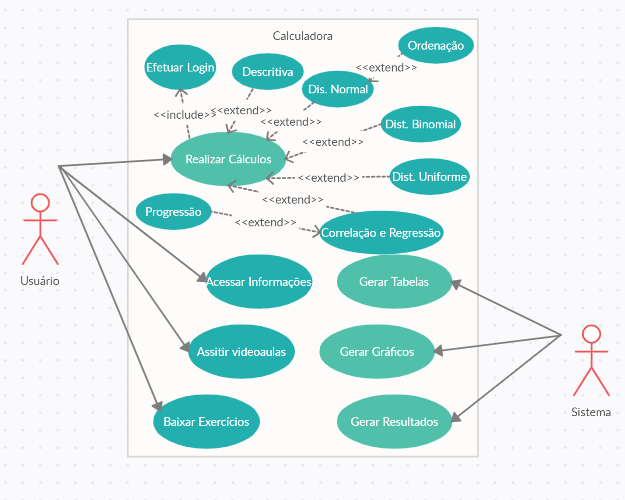 Calculadora
Ordenação
Efetuar Login
Descritiva
<<extend>>
Dis. Normal
<<include>>
<<extend>>
<<extend>>
Dist. Binomial
<<extend>>
Realizar Cálculos
<<extend>>
Dist. Uniforme
<<extend>>
Progressão
<<extend>>
Correlação e Regressão
Usuário
Acessar Informações
Gerar Tabelas
Assitir videoaulas
Gerar Gráficos
Sistema
Baixar Exercícios
Gerar Resultados